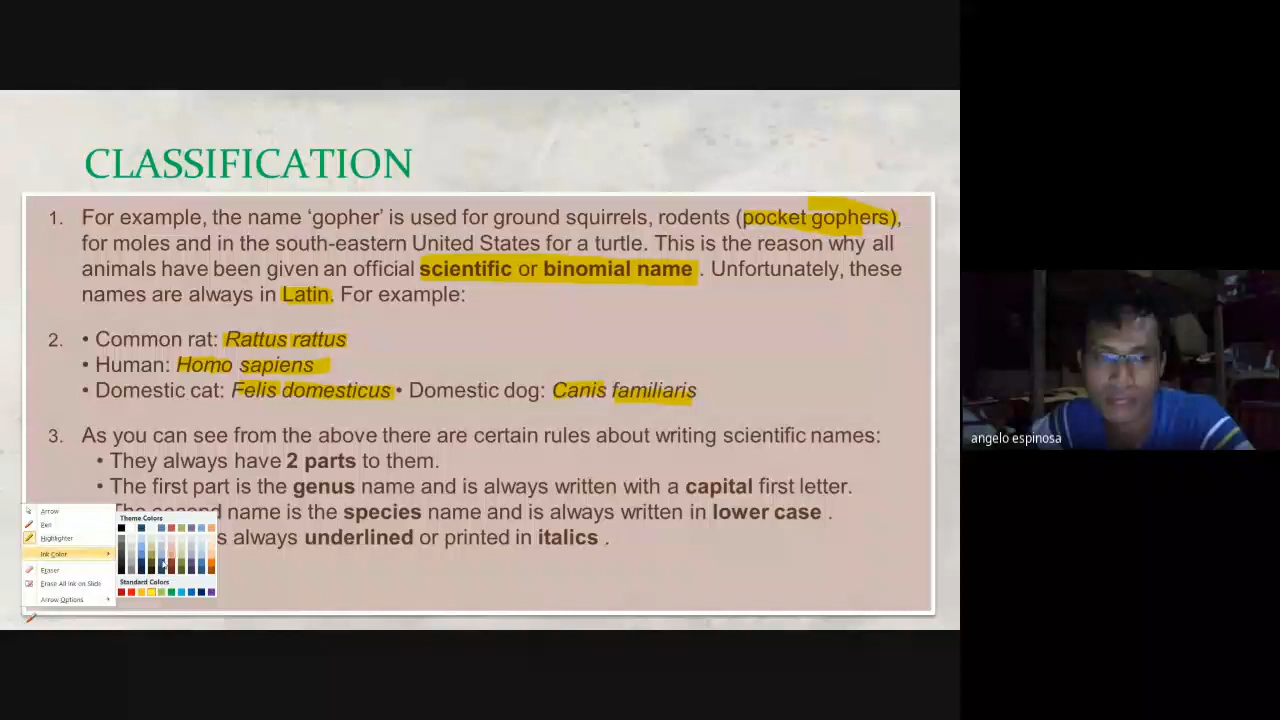 CLASSIFICATION
1. For example, the name ‘gopher’ is used for ground squirrels, rodents (pocket gophers),
for moles and in the south-eastern United States for a turtle. This is the reason why all
animals have been given an official scientific or binomial name . Unfortunately, these
names are always in Latin. For example:
2. • Common rat: Rattus rattus
• Human: Homo sapiens
• Domestic cat: Felis domesticus • Domestic dog: Canis familiaris
3. As you can see from the above there are certain rules about writing scientific names:
• They always have 2 parts to them.
• The first part is the genus name and is always written with a capital first letter.
name is the species name and is always written in lower case .
always underlined or printed in italics .
Arrow
Pen
Highlighter
Ink Color
Eraser
Erase All Ink on Slide
Arrow Options
Theme Colors
Standard Colors
angelo espinosa